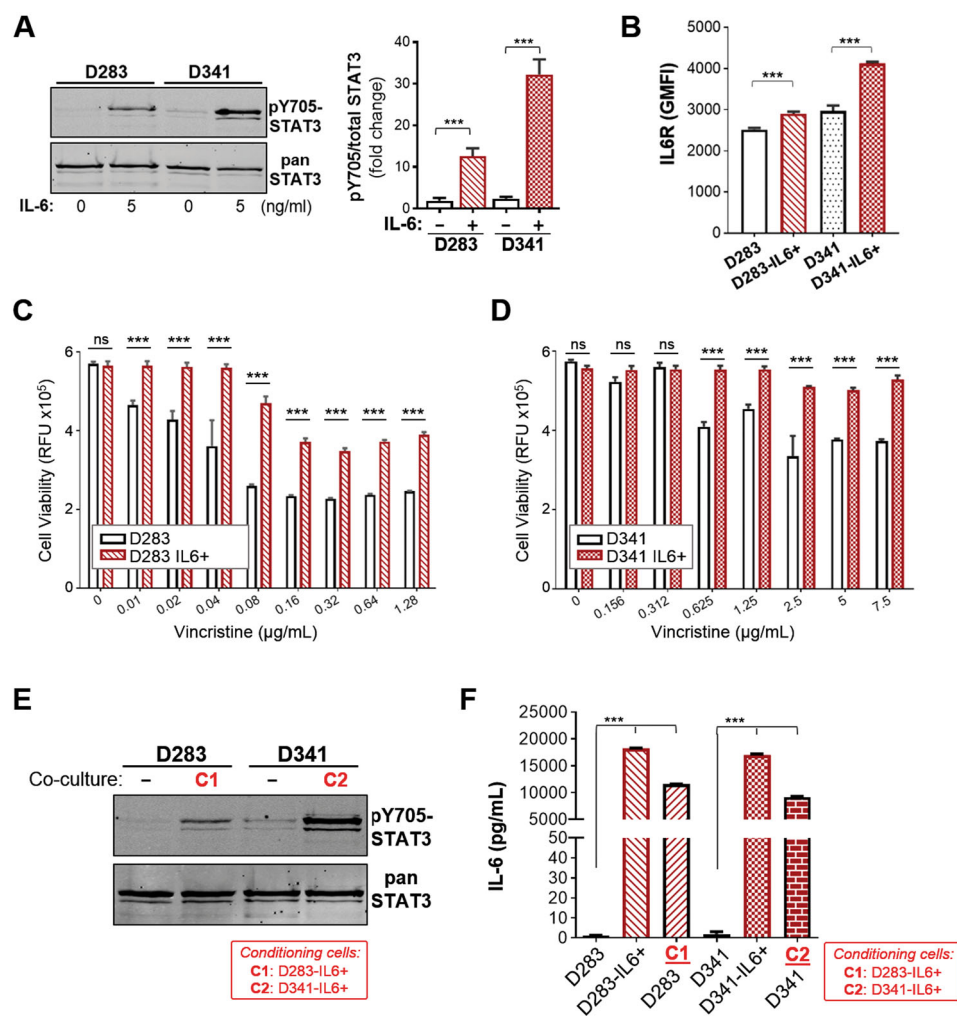 A
D283 D341
pY705-
STAT3
pan
STAT3
IL-6: 0 5 0 5 (ng/ml)
pY705/total STAT3
(fold change)
40
30
20
10
0
***
***
IL-6: – + – +
D283 D341
B
IL6R (GMFI)
5000
4000
3000
2000
1000
0
***
***
D283
D283-IL6+
D341
D341-IL6+
C
Cell Viability (RFU x10⁵)
6
4
2
0
ns *** *** *** *** *** *** *** ***
D283
D283 IL6+
0 0.01 0.02 0.04 0.08 0.16 0.32 0.64 1.28
Vincristine (µg/mL)
D
Cell Viability (RFU x10⁵)
6
4
2
0
ns ns ns *** *** *** *** ***
D341
D341 IL6+
0 0.156 0.312 0.625 1.25 2.5 5 7.5
Vincristine (µg/mL)
E
D283 D341
Co-culture: – C1 – C2
pY705-
STAT3
pan
STAT3
Conditioning cells:
C1: D283-IL6+
C2: D341-IL6+
F
IL-6 (pg/mL)
25000
20000
15000
10000
5000
50
40
30
20
10
0
***
***
D283
D283-IL6+
C1
D283
D341
D341-IL6+
C2
D341
Conditioning cells:
C1: D283-IL6+
C2: D341-IL6+